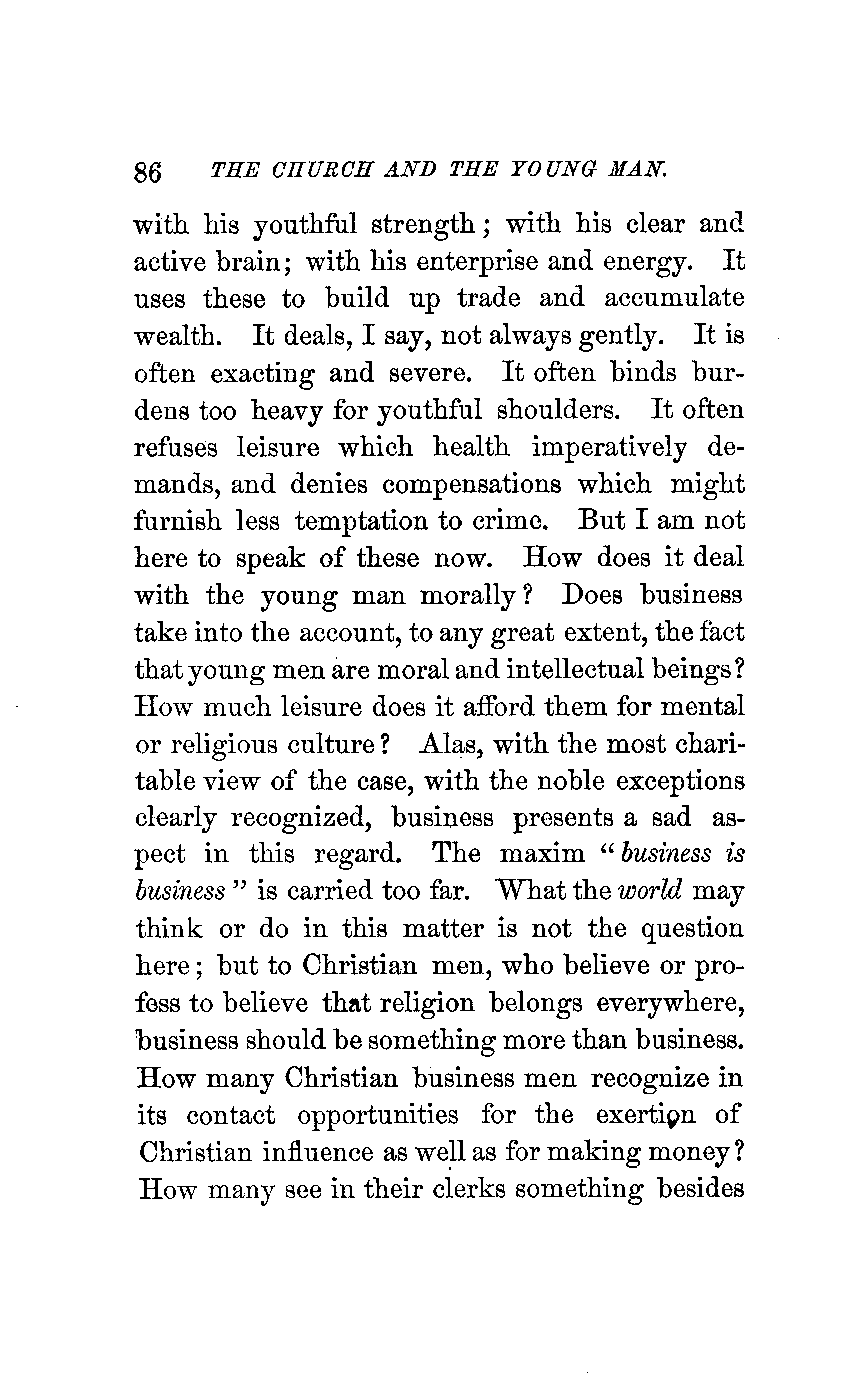 86 THE CHURCH AND THE YOUNG MAN.
with his youthful strength; with his clear and
active brain; with his enterprise and energy. It
uses these to build up trade and accumulate
wealth. It deals, I say, not always gently. It is
often exacting and severe. It often binds bur-
dens too heavy for youthful shoulders. It often
refuses leisure which health imperatively de-
mands, and denies compensations which might
furnish less temptation to crime. But I am not
here to speak of these now. How does it deal
with the young man morally? Does business
take into the account, to any great extent, the fact
that young men are moral and intellectual beings?
How much leisure does it afford them for mental
or religious culture? Alas, with the most chari-
table view of the case, with the noble exceptions
clearly recognized, business presents a sad as-
pect in this regard. The maxim "business is
business" is carried too far. What the world may
think or do in this matter is not the question
here; but to Christian men, who believe or pro-
fess to believe that religion belongs everywhere,
business should be something more than business.
How many Christian business men recognize in
its contact opportunities for the exertion of
Christian influence as well as for making money?
How many see in their clerks something besides